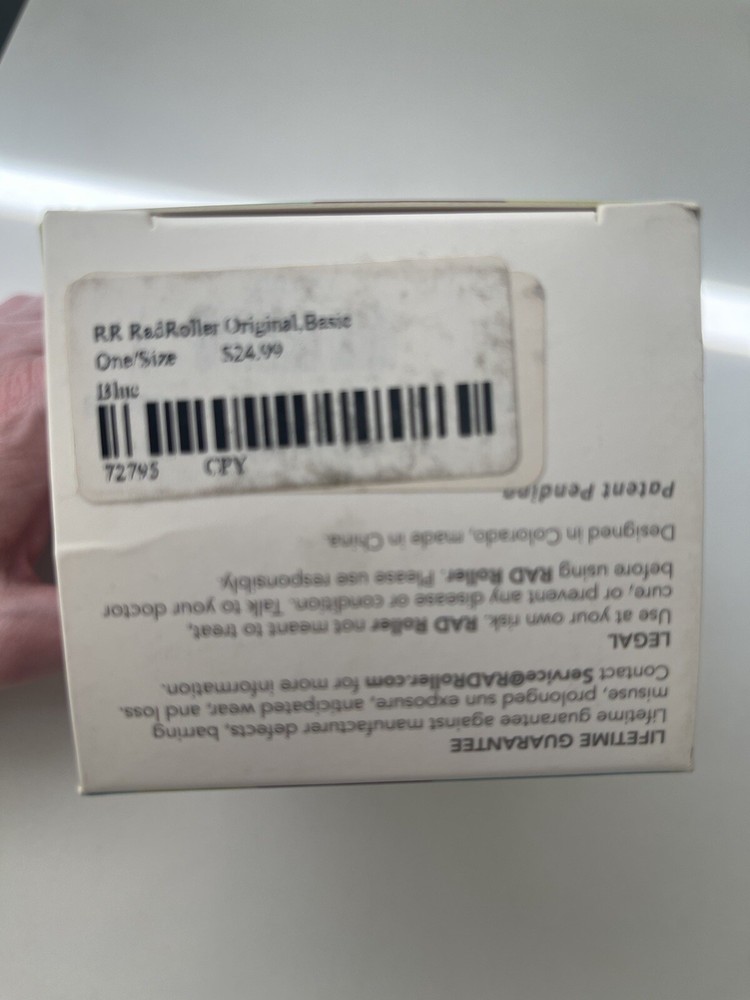 RR RadRoller Original,Basic
One/Size $24.99
Blue
72795 CPY
LIFETIME GUARANTEE
Lifetime guarantee against manufacturer defects, barring
misuse, prolonged sun exposure, anticipated wear, and loss.
Contact Service@RADRoller.com for more information.
LEGAL
Use at your own risk. RAD Roller not meant to treat,
cure, or prevent any disease or condition. Talk to your doctor
before using RAD Roller. Please use responsibly.
Designed in Colorado, made in China.
Patent Pending